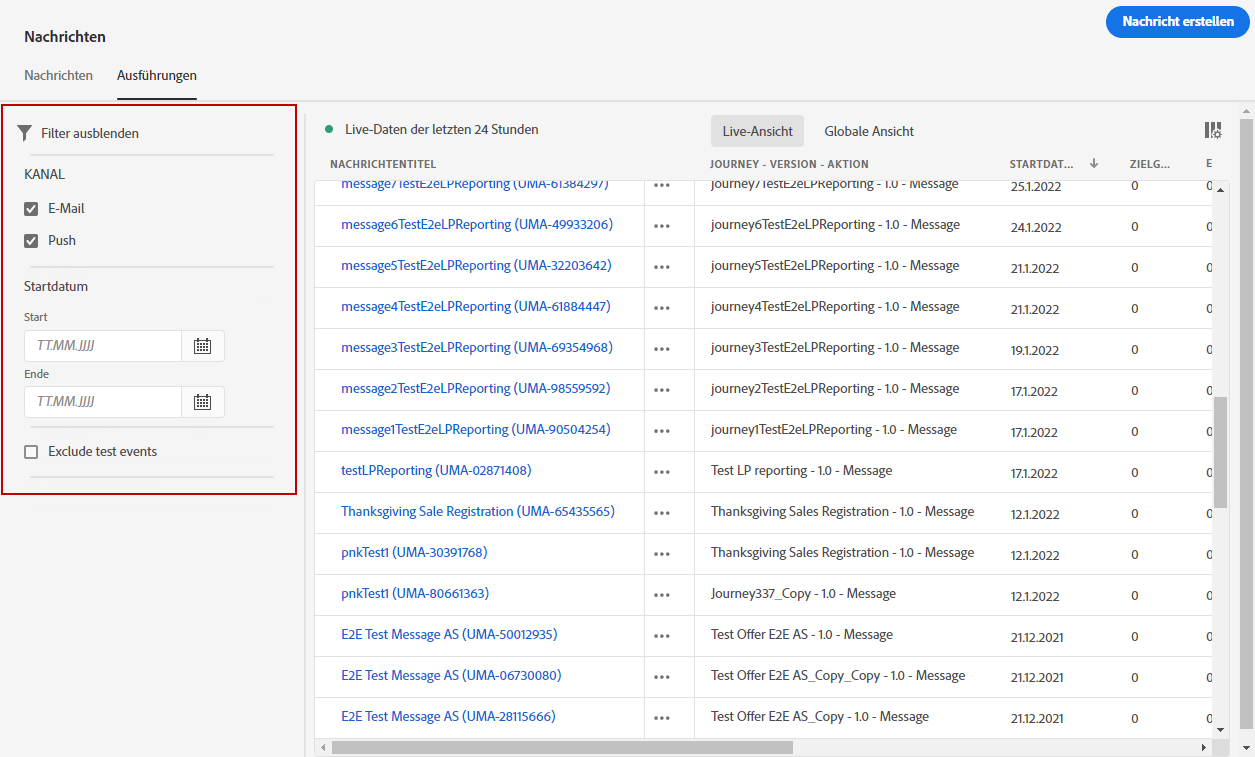 Nachricht erstellen
Nachrichten
Nachrichten Ausführungen
Filter ausblenden
KANAL
E-Mail
Push
Startdatum
Start
TT.MM.JJJJ
Ende
TT.MM.JJJJ
Exclude test events
Live-Daten der letzten 24 Stunden Live-Ansicht Globale Ansicht
NACHRICHTENTITEL JOURNEY - VERSION - AKTION STARTDAT... ZIELG... E
message7TestE2eLPReporting (UMA-61384297) ••• journey7TestE2eLPReporting - 1.0 - Message 25.1.2022 0 0
message6TestE2eLPReporting (UMA-49933206) ••• journey6TestE2eLPReporting - 1.0 - Message 24.1.2022 0 0
message5TestE2eLPReporting (UMA-32203642) ••• journey5TestE2eLPReporting - 1.0 - Message 21.1.2022 0 0
message4TestE2eLPReporting (UMA-61884447) ••• journey4TestE2eLPReporting - 1.0 - Message 21.1.2022 0 0
message3TestE2eLPReporting (UMA-69354968) ••• journey3TestE2eLPReporting - 1.0 - Message 19.1.2022 0 0
message2TestE2eLPReporting (UMA-98559592) ••• journey2TestE2eLPReporting - 1.0 - Message 17.1.2022 0 0
message1TestE2eLPReporting (UMA-90504254) ••• journey1TestE2eLPReporting - 1.0 - Message 17.1.2022 0 0
testLPReporting (UMA-02871408) ••• Test LP reporting - 1.0 - Message 17.1.2022 0 0
Thanksgiving Sale Registration (UMA-65435565) ••• Thanksgiving Sales Registration - 1.0 - Message 12.1.2022 0 0
pnkTest1 (UMA-30391768) ••• Thanksgiving Sales Registration - 1.0 - Message 12.1.2022 0 0
pnkTest1 (UMA-80661363) ••• Journey337_Copy - 1.0 - Message 12.1.2022 0 0
E2E Test Message AS (UMA-50012935) ••• Test Offer E2E AS - 1.0 - Message 21.12.2021 0 0
E2E Test Message AS (UMA-06730080) ••• Test Offer E2E AS_Copy_Copy - 1.0 - Message 21.12.2021 0 0
E2E Test Message AS (UMA-28115666) ••• Test Offer E2E AS_Copy - 1.0 - Message 21.12.2021 0 0